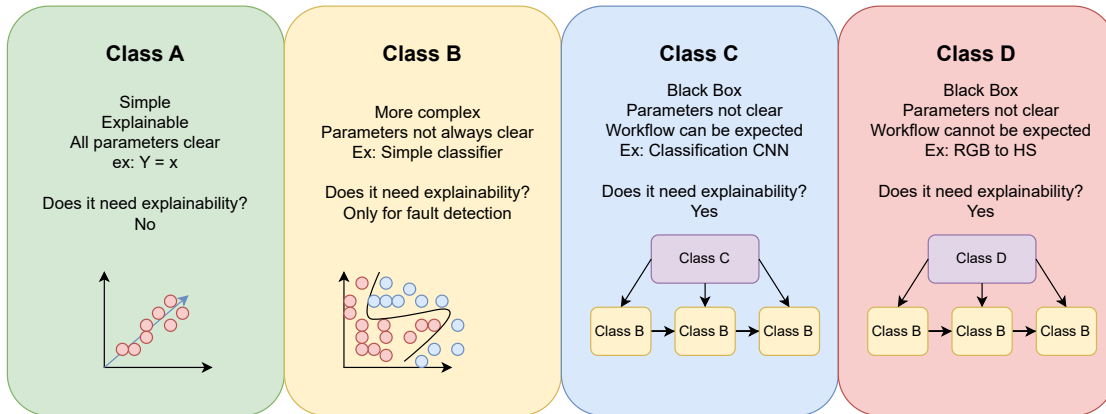 Class A
Simple
Explainable
All parameters clear
ex: Y = x
Does it need explainability?
No
Class B
More complex
Parameters not always clear
Ex: Simple classifier
Does it need explainability?
Only for fault detection
Class C
Black Box
Parameters not clear
Workflow can be expected
Ex: Classification CNN
Does it need explainability?
Yes
Class C
Class B
Class B
Class B
Class D
Black Box
Parameters not clear
Workflow cannot be expected
Ex: RGB to HS
Does it need explainability?
Yes
Class D
Class B
Class B
Class B